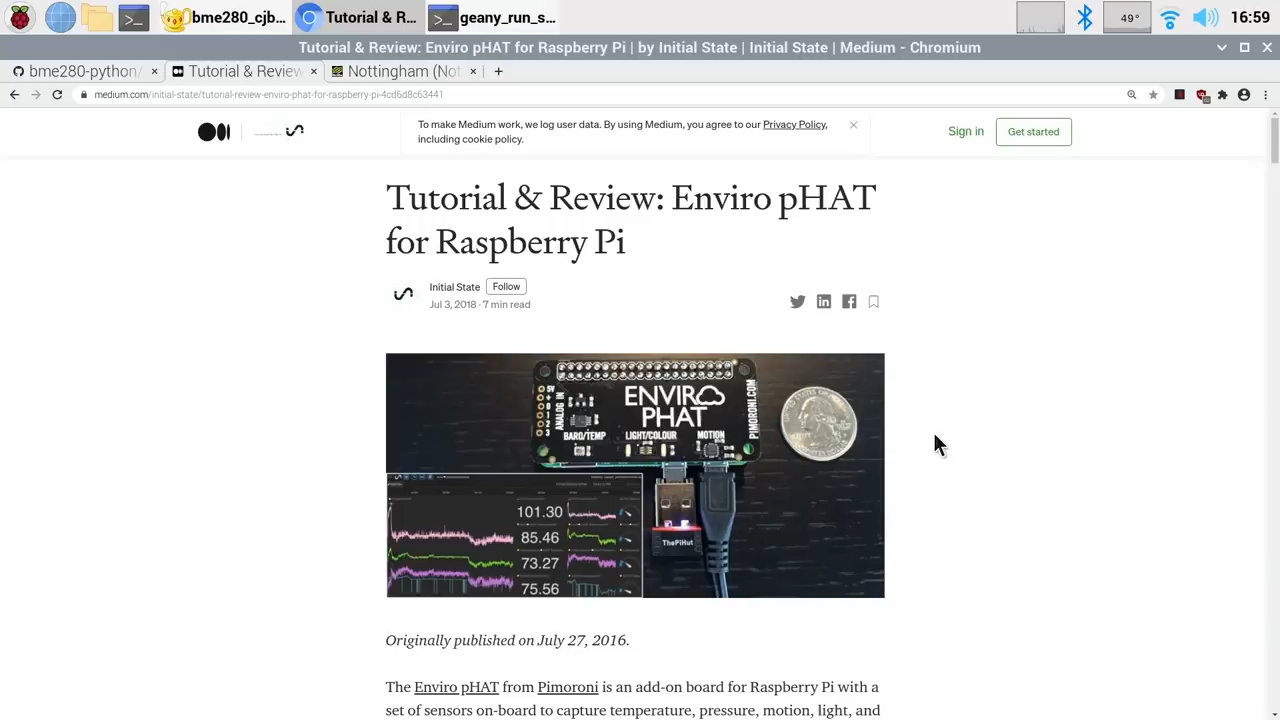 bme280_cjb...
Tutorial & R...
geany_run_s...
49°
16:59
Tutorial & Review: Enviro pHAT for Raspberry Pi | by Initial State | Initial State | Medium - Chromium
bme280-python/
Tutorial & Review
Nottingham (Not
medium.com/initial-state/tutorial-review-enviro-phat-for-raspberry-pi-4cd6d8c63441
To make Medium work, we log user data. By using Medium, you agree to our Privacy Policy,
including cookie policy.
Sign in
Get started
Tutorial & Review: Enviro pHAT
for Raspberry Pi
Initial State
Follow
Jul 3, 2018 · 7 min read
5V
ANALOG IN
ENVIRO
PHAT
PIMORONI.COM
BARO/TEMP
LIGHT/COLOUR
MOTION
101.30
85.46
73.27
75.56
ThePiHut
Originally published on July 27, 2016.
The Enviro pHAT from Pimoroni is an add-on board for Raspberry Pi with a
set of sensors on-board to capture temperature, pressure, motion, light, and